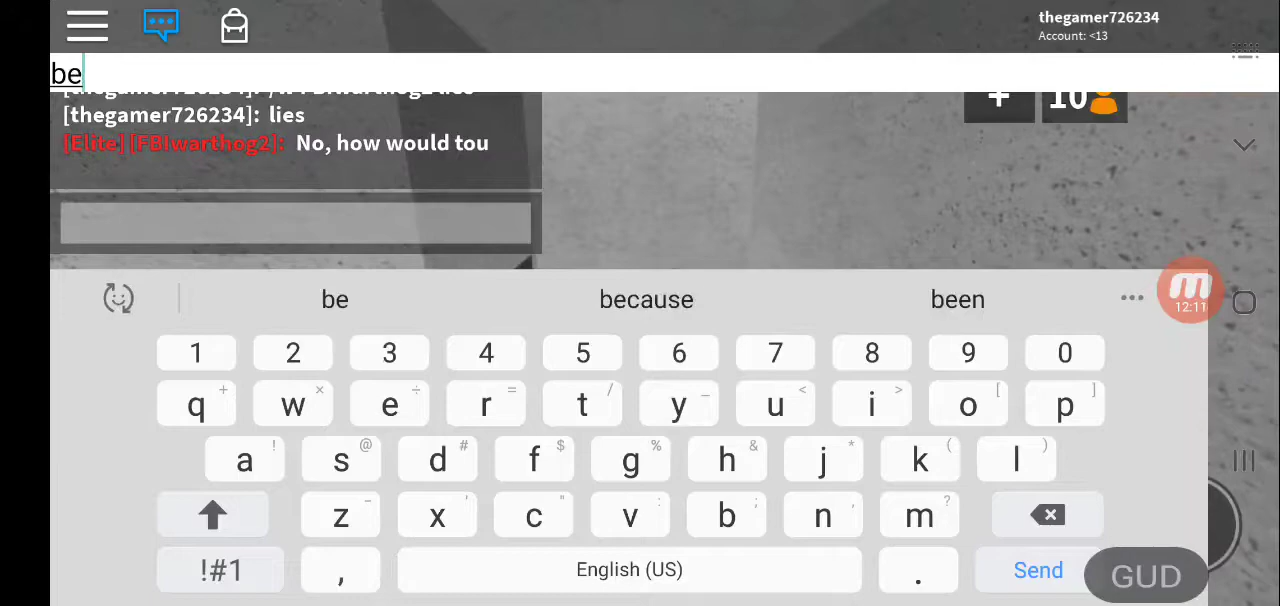 thegamer726234
Account: <13
be
[thegamer726234]: lies
[Elite][FBIwarthog2]: No, how would tou
+ 10
be because been
12:11
1 2 3 4 5 6 7 8 9 0
+ × ÷ = / _ < > [ ]
q w e r t y u i o p
! @ # $ % & * ( )
a s d f g h j k l
- ' " : ; , ?
z x c v b n m
!#1 , English (US) . Send
GUD